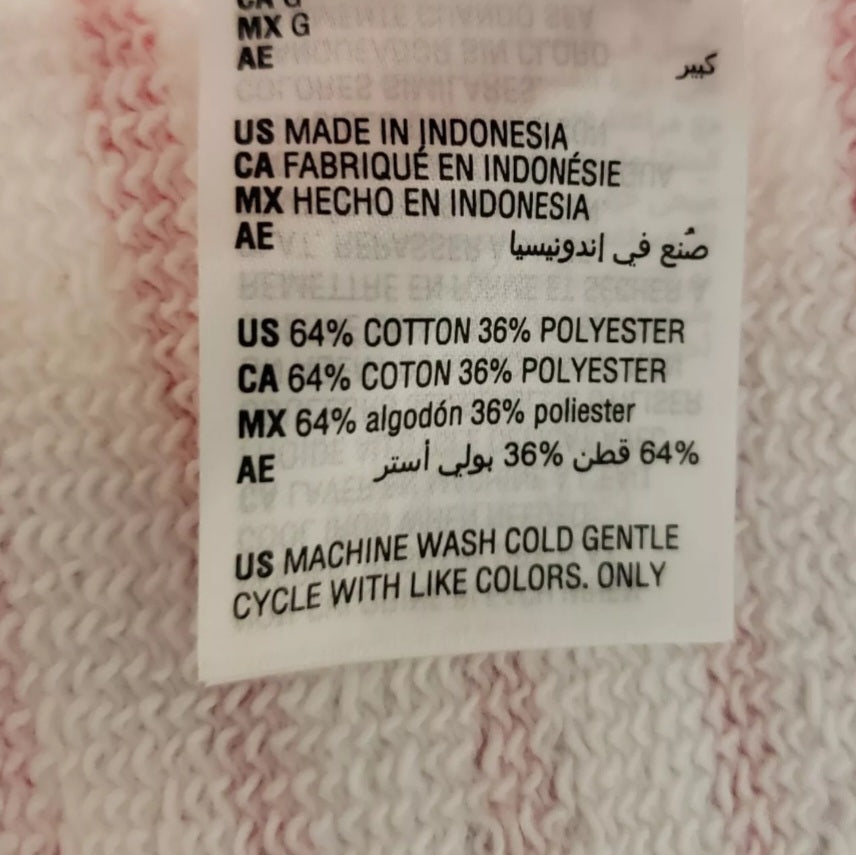 CA G
MX G
AE كبير
US MADE IN INDONESIA
CA FABRIQUÉ EN INDONÉSIE
MX HECHO EN INDONESIA
AE صُنع في إندونيسيا
US 64% COTTON 36% POLYESTER
CA 64% COTON 36% POLYESTER
MX 64% algodón 36% poliester
AE 64% قطن 36% بولي أستر
US MACHINE WASH COLD GENTLE
CYCLE WITH LIKE COLORS. ONLY